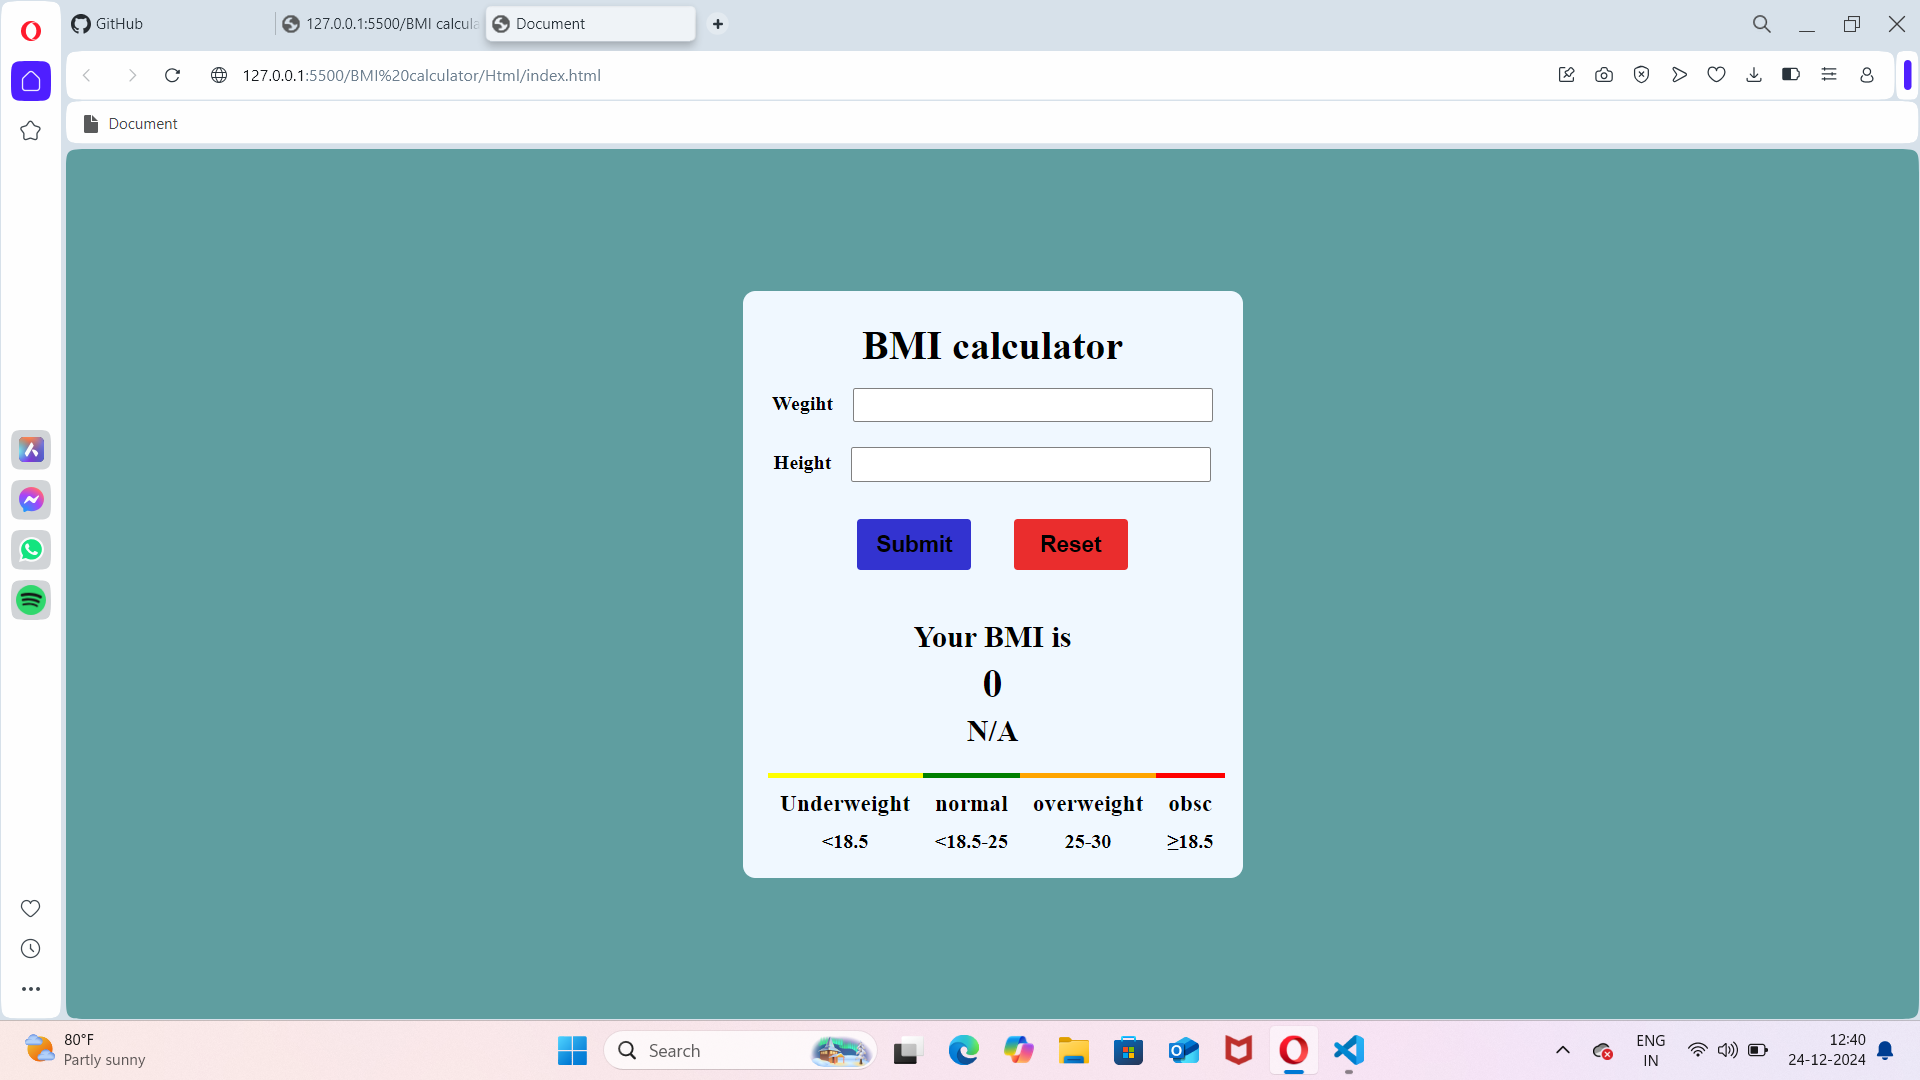 GitHub
127.0.0.1:5500/BMI calcula
Document
127.0.0.1:5500/BMI%20calculator/Html/index.html
Document
BMI calculator
Wegiht
Height
Submit Reset
Your BMI is
0
N/A
Underweight normal overweight obsc
<18.5 <18.5-25 25-30 ≥18.5
80°F
Partly sunny
Search
ENG
IN
12:40
24-12-2024